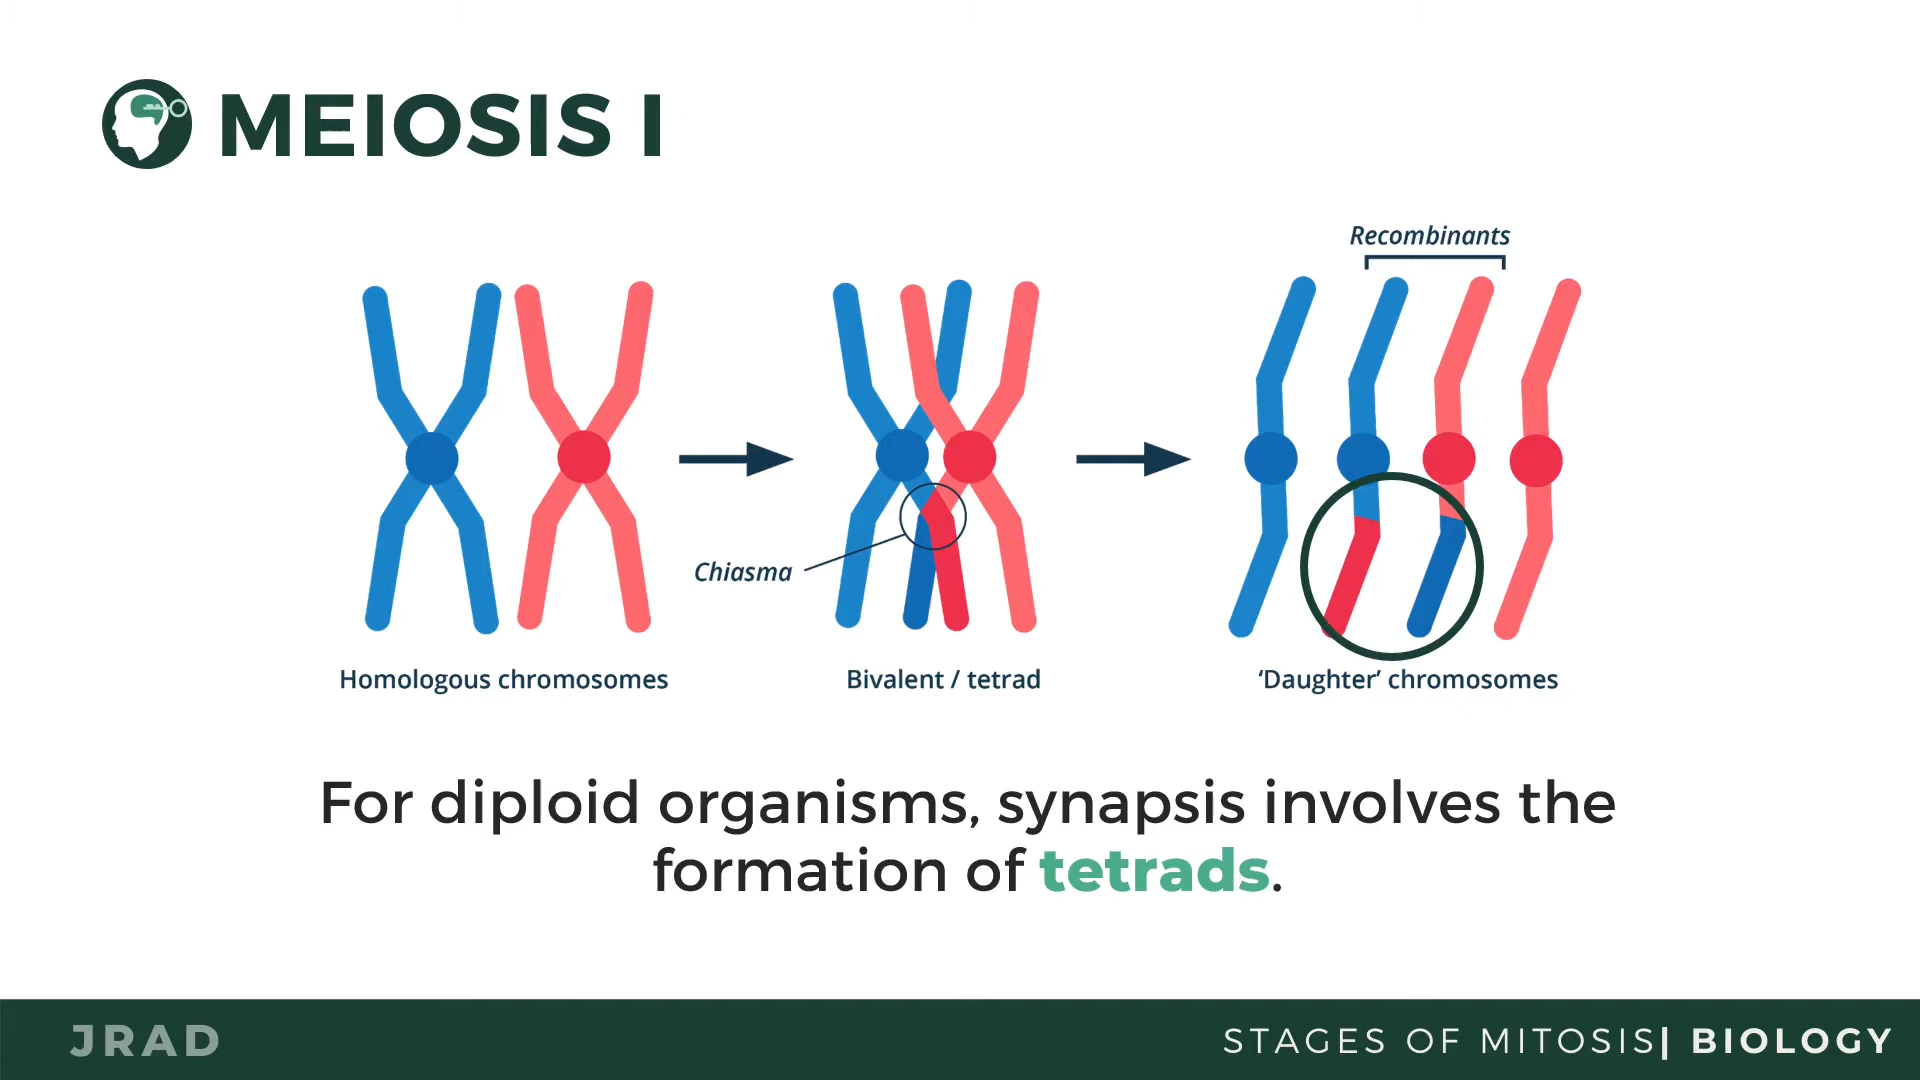 MEIOSIS I
Recombinants
Chiasma
Homologous chromosomes
Bivalent / tetrad
‘Daughter’ chromosomes
For diploid organisms, synapsis involves the
formation of tetrads.
JRAD
STAGES OF MITOSIS| BIOLOGY